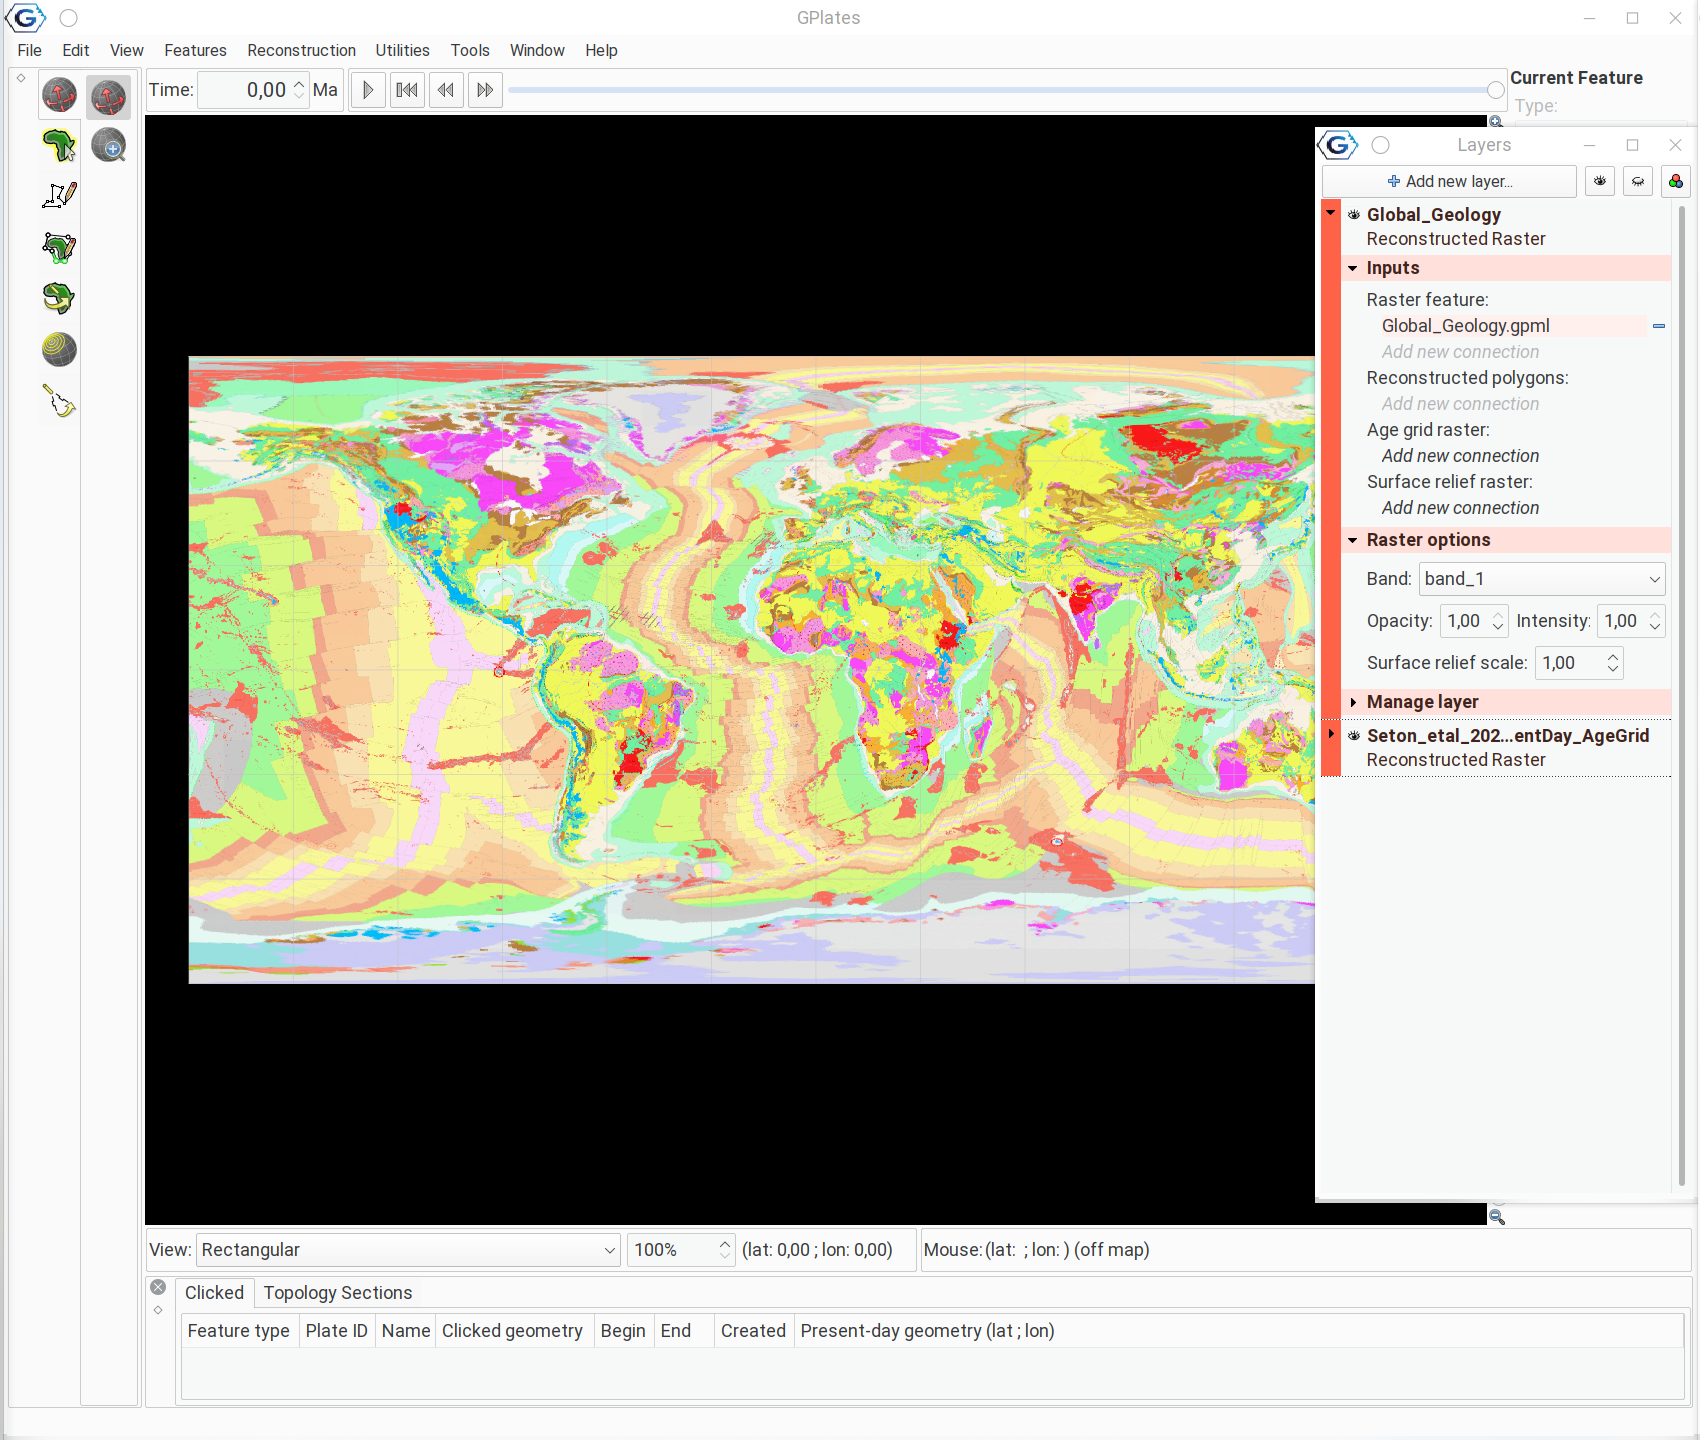 GPlates
File Edit View Features Reconstruction Utilities Tools Window Help
Time: 0,00 Ma
Current Feature
Type:
Layers
Add new layer...
Global_Geology
Reconstructed Raster
Inputs
Raster feature:
Global_Geology.gpml
Add new connection
Reconstructed polygons:
Add new connection
Age grid raster:
Add new connection
Surface relief raster:
Add new connection
Raster options
Band: band_1
Opacity: 1,00 Intensity: 1,00
Surface relief scale: 1,00
Manage layer
Seton_etal_202...entDay_AgeGrid
Reconstructed Raster
View: Rectangular 100% (lat: 0,00 ; lon: 0,00) Mouse: (lat: ; lon: ) (off map)
Clicked Topology Sections
Feature type Plate ID Name Clicked geometry Begin End Created Present-day geometry (lat ; lon)